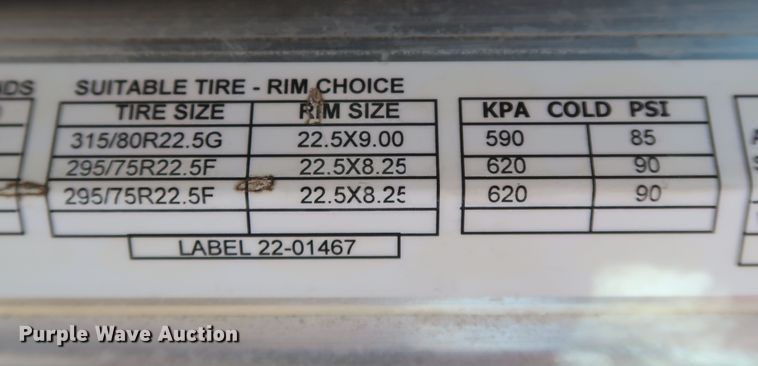 SUITABLE TIRE - RIM CHOICE
TIRE SIZE RIM SIZE KPA COLD PSI
315/80R22.5G 22.5X9.00 590 85
295/75R22.5F 22.5X8.25 620 90
295/75R22.5F 22.5X8.25 620 90
LABEL 22-01467
Purple Wave Auction